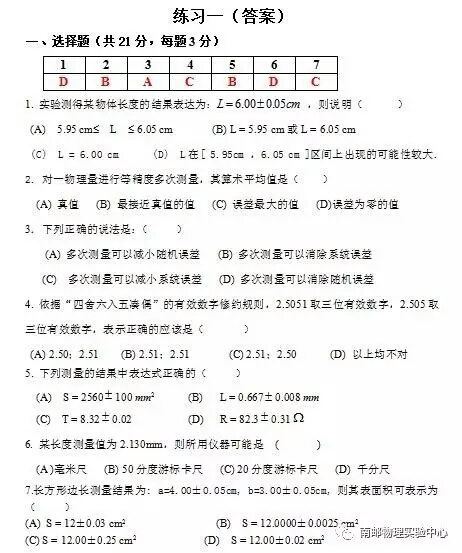 练习一（答案）
一、选择题（共21分，每题3分）
1 2 3 4 5 6 7
D B A C B D C
1. 实验测得某物体长度的结果表达为：L=6.00±0.05cm ，则说明（ ）
(A) 5.95 cm≤ L ≤6.05 cm (B) L = 5.95 cm 或 L = 6.05 cm
(C) L = 6.00 cm (D) L在[ 5.95cm , 6.05 cm ]区间上出现的可能性较大.
2. 对一物理量进行等精度多次测量，其算术平均值是（ ）
(A) 真值 (B) 最接近真值的值 (C) 误差最大的值 (D)误差为零的值
3. 下列正确的说法是：（ ）
(A) 多次测量可以减小随机误差 (B) 多次测量可以消除系统误差
(C) 多次测量可以减小系统误差 (D) 多次测量可以消除随机误差
4. 依据“四舍六入五凑偶”的有效数字修约规则，2.5051取三位有效数字，2.505取
三位有效数字，表示正确的应该是（ ）
(A) 2.50；2.51 (B) 2.51；2.51 (C) 2.51；2.50 (D) 以上均不对
5. 下列测量的结果中表达式正确的（ ）
(A) S = 2560±100 mm² (B) L = 0.667±0.008 mm
(C) T = 8.32±0.02 (D) R = 82.3±0.31 Ω
6. 某长度测量值为2.130mm，则所用仪器可能是 （ ）
(A )毫米尺 (B) 50分度游标卡尺 (C) 20分度游标卡尺 (D) 千分尺
7.长方形边长测量结果为: a=4.00±0.05cm, b=3.00±0.05cm, 则其表面积可表示为
（ ）
(A) S = 12±0.03 cm² (B) S = 12.0000±0.0025 cm²
(C) S = 12.00±0.25 cm² (D) S = 12.00±0.02 cm²
南邮物理实验中心